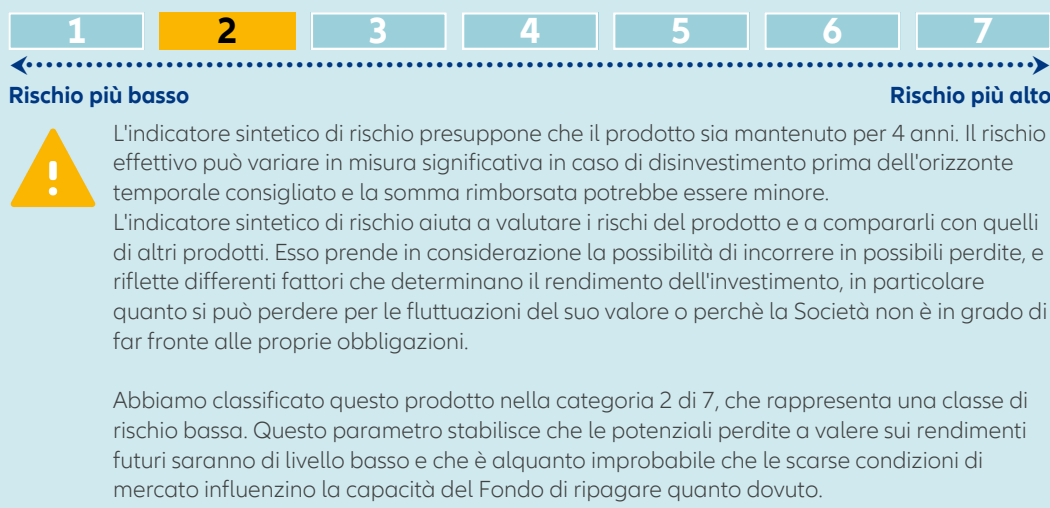 1 2 3 4 5 6 7
Rischio più basso Rischio più alto
L'indicatore sintetico di rischio presuppone che il prodotto sia mantenuto per 4 anni. Il rischio
effettivo può variare in misura significativa in caso di disinvestimento prima dell'orizzonte
temporale consigliato e la somma rimborsata potrebbe essere minore.
L'indicatore sintetico di rischio aiuta a valutare i rischi del prodotto e a compararli con quelli
di altri prodotti. Esso prende in considerazione la possibilità di incorrere in possibili perdite, e
riflette differenti fattori che determinano il rendimento dell'investimento, in particolare
quanto si può perdere per le fluttuazioni del suo valore o perchè la Società non è in grado di
far fronte alle proprie obbligazioni.
Abbiamo classificato questo prodotto nella categoria 2 di 7, che rappresenta una classe di
rischio bassa. Questo parametro stabilisce che le potenziali perdite a valere sui rendimenti
futuri saranno di livello basso e che è alquanto improbabile che le scarse condizioni di
mercato influenzino la capacità del Fondo di ripagare quanto dovuto.